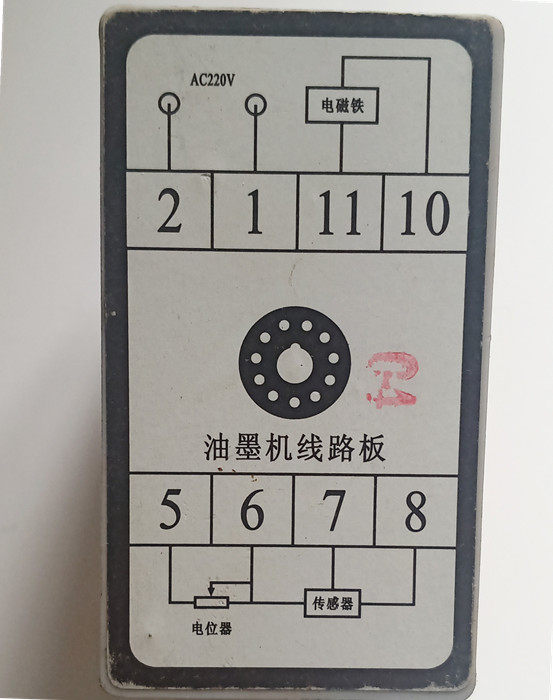 AC220V
电磁铁
2 1 11 10
油墨机线路板
5 6 7 8
传感器
电位器